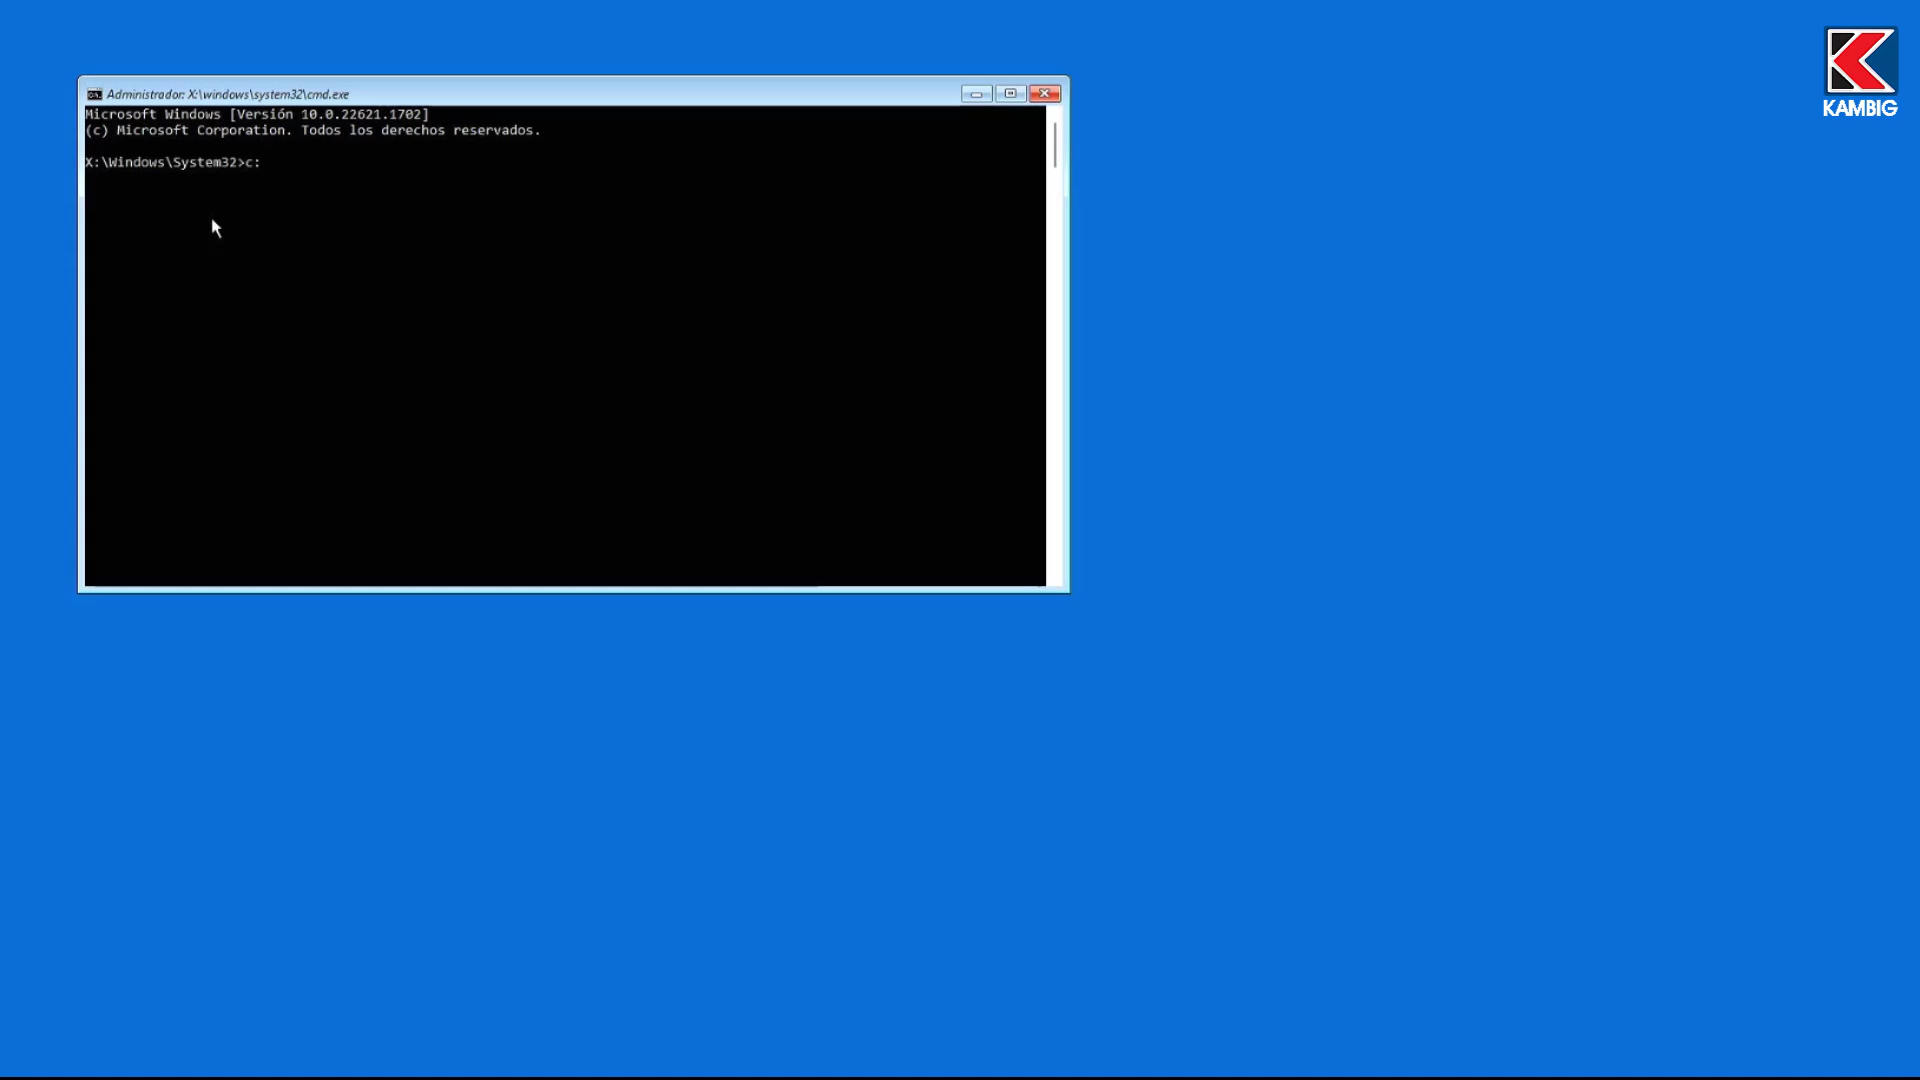 KAMBIG
Administrador: X:\windows\system32\cmd.exe
Microsoft Windows [Versión 10.0.22621.1702]
(c) Microsoft Corporation. Todos los derechos reservados.
X:\Windows\System32>c: